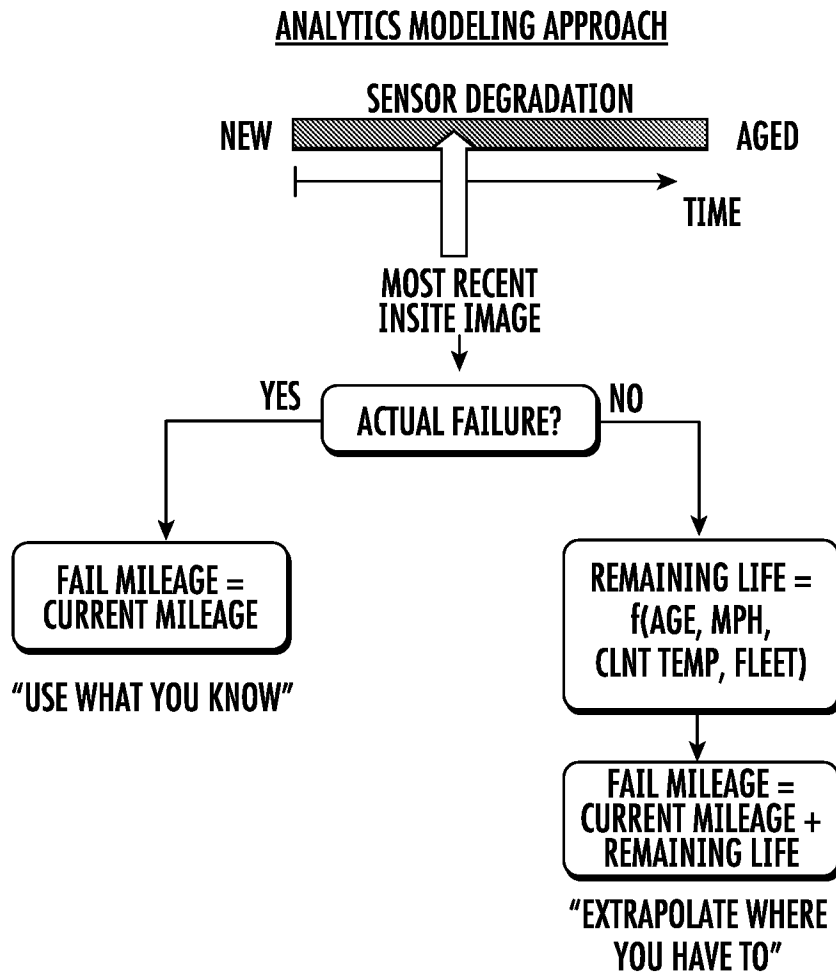 ANALYTICS MODELING APPROACH
SENSOR DEGRADATION
NEW
AGED
TIME
MOST RECENT
INSITE IMAGE
YES
ACTUAL FAILURE?
NO
FAIL MILEAGE =
CURRENT MILEAGE
"USE WHAT YOU KNOW"
REMAINING LIFE =
f(AGE, MPH,
CLNT TEMP, FLEET)
FAIL MILEAGE =
CURRENT MILEAGE +
REMAINING LIFE
"EXTRAPOLATE WHERE
YOU HAVE TO"